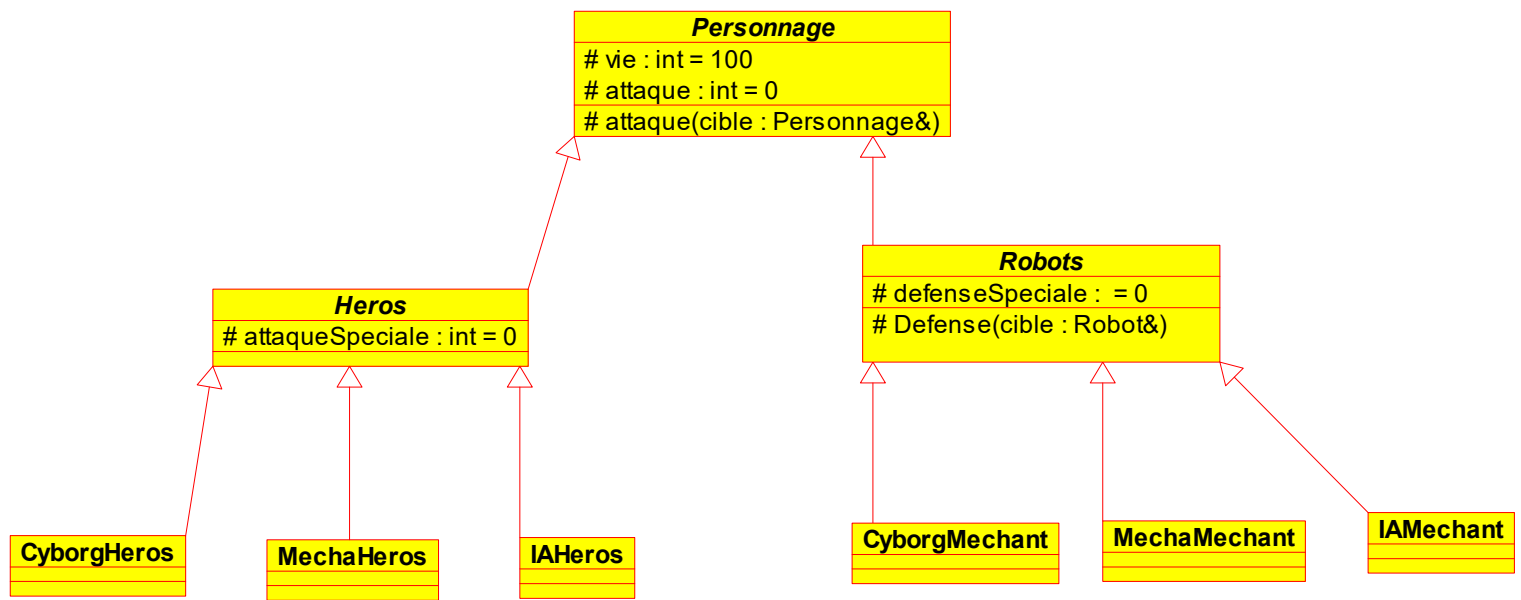 Personnage
# vie : int = 100
# attaque : int = 0
# attaque(cible : Personnage&)
Heros
# attaqueSpeciale : int = 0
Robots
# defenseSpeciale : = 0
# Defense(cible : Robot&)
CyborgHeros
MechaHeros
IAHeros
CyborgMechant
MechaMechant
IAMechant